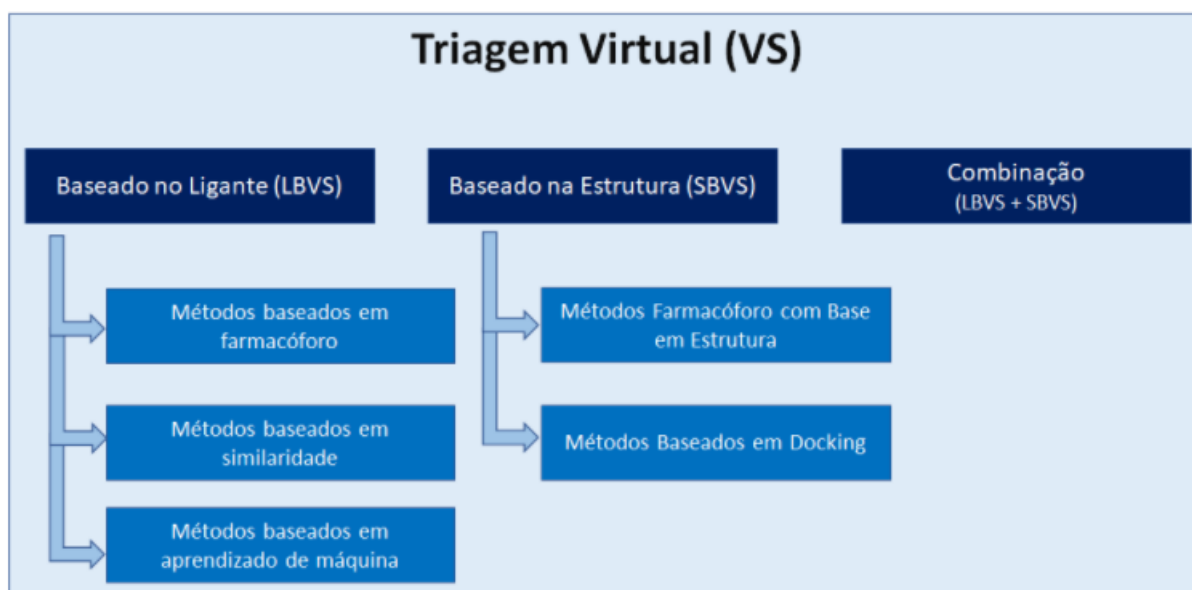 Triagem Virtual (VS)
Baseado no Ligante (LBVS)
Baseado na Estrutura (SBVS)
Combinação
(LBVS + SBVS)
Métodos baseados em
farmacóforo
Métodos baseados em
similaridade
Métodos baseados em
aprendizado de máquina
Métodos Farmacóforo com Base
em Estrutura
Métodos Baseados em Docking